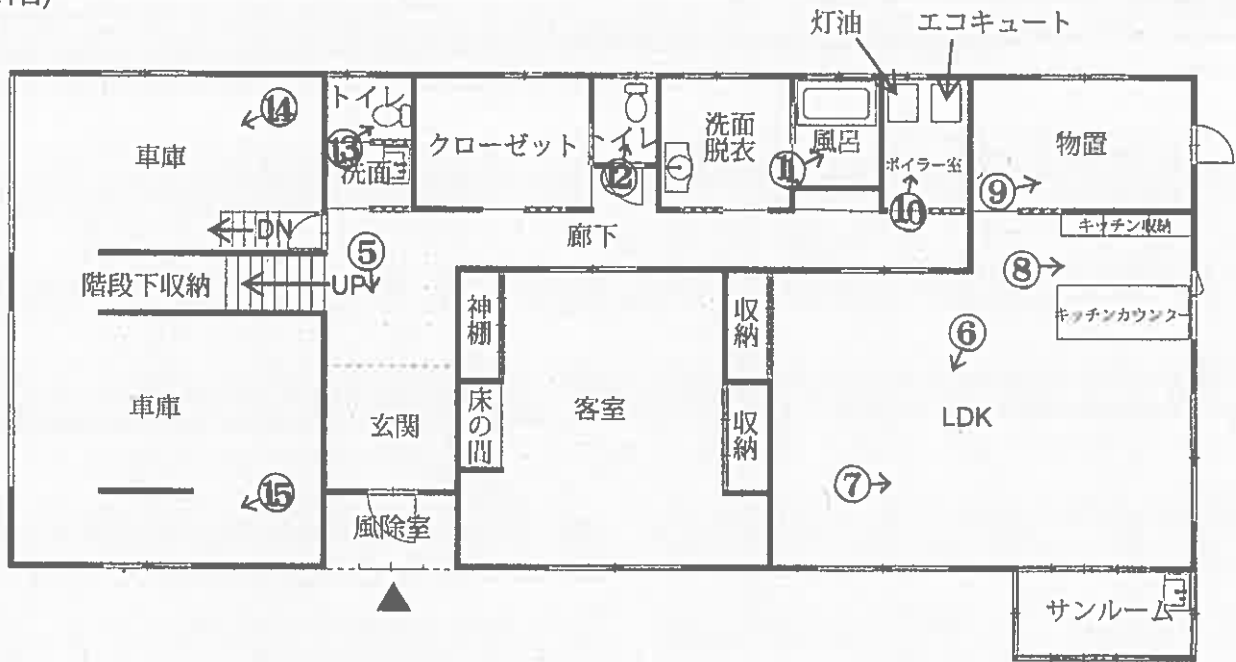 灯油
エコキュート
⑭
車庫
トイレ
⑬
洗面
クローゼット
トイレ
⑫
洗面
脱衣
⑪
風呂
ボイラー室
⑩
物置
⑨
キッチン収納
DN
⑤
廊下
⑧
階段下収納
UP
神棚
収納
キッチンカウンター
⑥
車庫
玄関
床の間
客室
収納
LDK
⑦
⑮
風除室
サンルーム